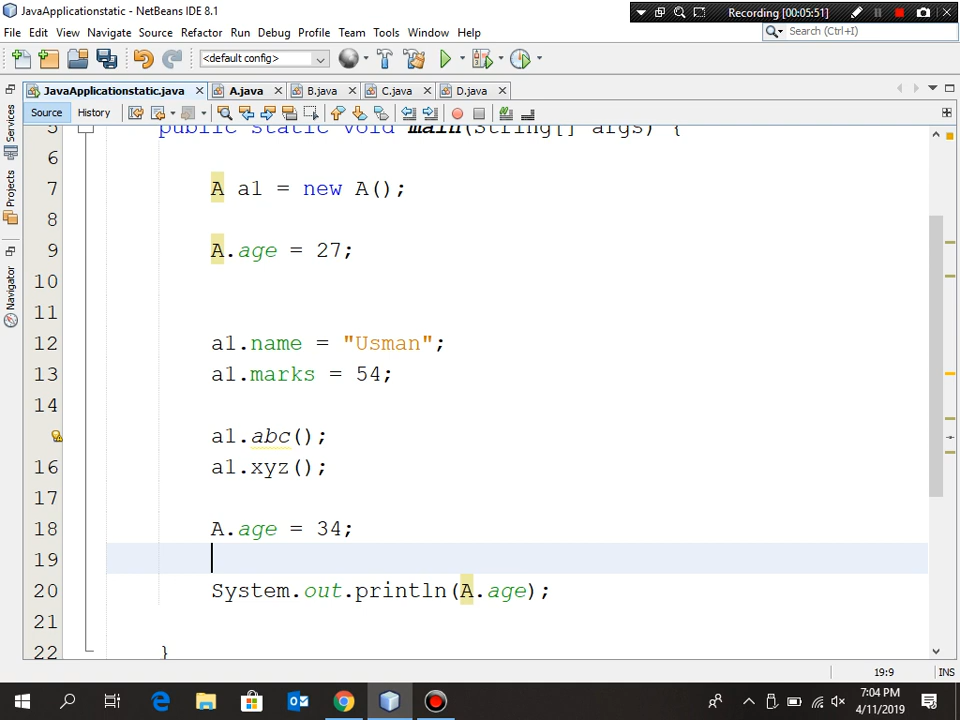 JavaApplicationstatic - NetBeans IDE 8.1
Recording [00:05:51]
File Edit View Navigate Source Refactor Run Debug Profile Team Tools Window Help
Search (Ctrl+I)
<default config>
JavaApplicationstatic.java A.java B.java C.java D.java
Source History
Services
Projects
Navigator
5 public static void main(String[] args) {
6
7 A a1 = new A();
8
9 A.age = 27;
10
11
12 a1.name = "Usman";
13 a1.marks = 54;
14
a1.abc();
16 a1.xyz();
17
18 A.age = 34;
19
20 System.out.println(A.age);
21
22 }
19:9 INS
7:04 PM
4/11/2019